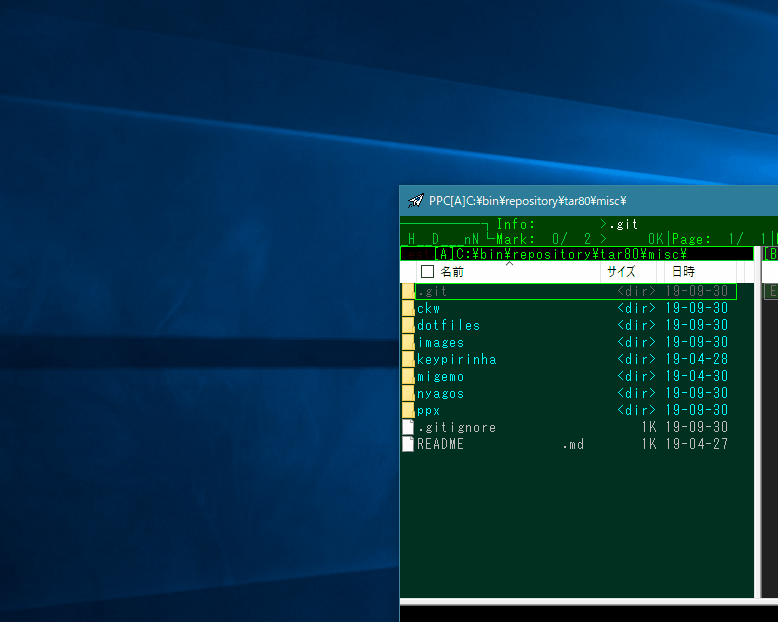 PPC[A]C:¥bin¥repository¥tar80¥misc¥
Info: >.git
_H__D___nN Mark: 0/ 2 > 0K|Page: 1/ 1|
[A]C:¥bin¥repository¥tar80¥misc¥ [B
名前 サイズ 日時
.git <dir> 19-09-30 E
ckw <dir> 19-09-30
dotfiles <dir> 19-09-30
images <dir> 19-09-30
keypirinha <dir> 19-04-28
migemo <dir> 19-04-30
nyagos <dir> 19-09-30
ppx <dir> 19-09-30
.gitignore 1K 19-09-30
README .md 1K 19-04-27